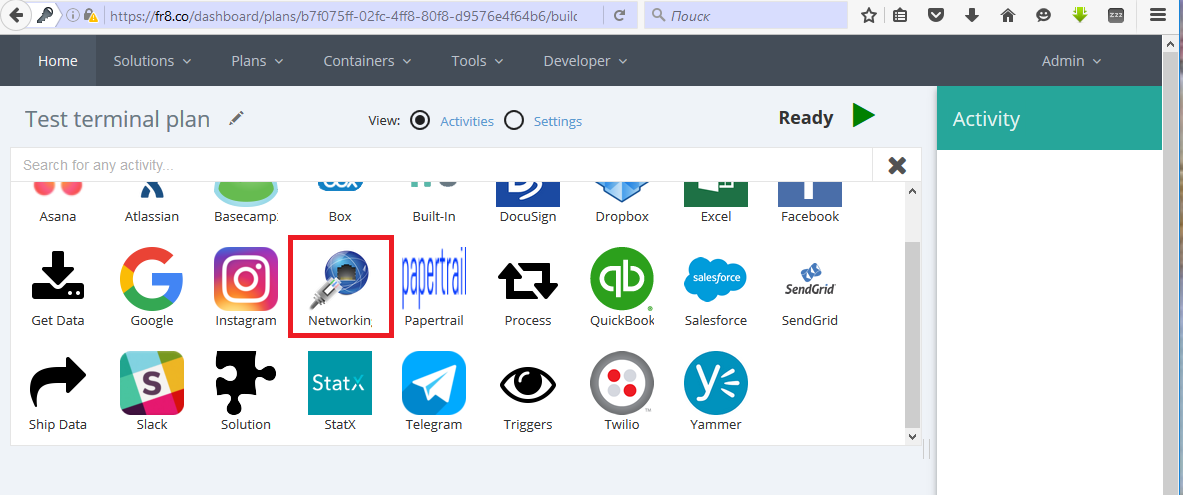 https://fr8.co/dashboard/plans/b7f075ff-02fc-4ff8-80f8-d9576e4f64b6/builc
Поиск
Home Solutions Plans Containers Tools Developer Admin
Test terminal plan View: Activities Settings Ready
Activity
Search for any activity...
Asana Atlassian Basecamp Box Built-In DocuSign Dropbox Excel Facebook
papertrail salesforce SendGrid
Get Data Google Instagram Networkin Papertrail Process QuickBook Salesforce SendGrid
StatX
Ship Data Slack Solution StatX Telegram Triggers Twilio Yammer